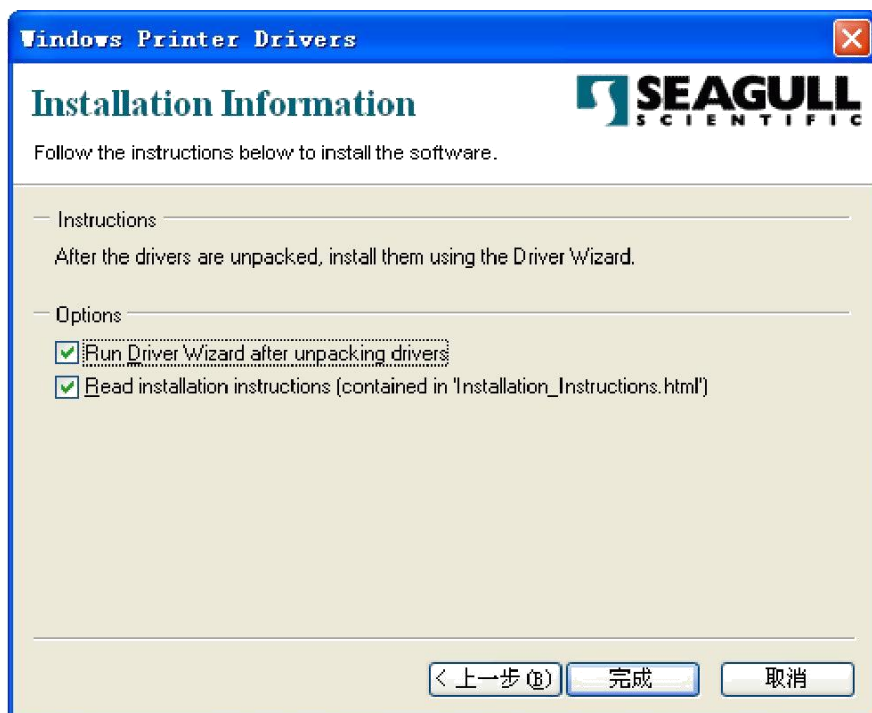 Windows Printer Drivers
Installation Information
SEAGULL
SCIENTIFIC
Follow the instructions below to install the software.
Instructions
After the drivers are unpacked, install them using the Driver Wizard.
Options
Run Driver Wizard after unpacking drivers
Read installation instructions (contained in 'Installation_Instructions.html')
< 上一步(B) 完成 取消